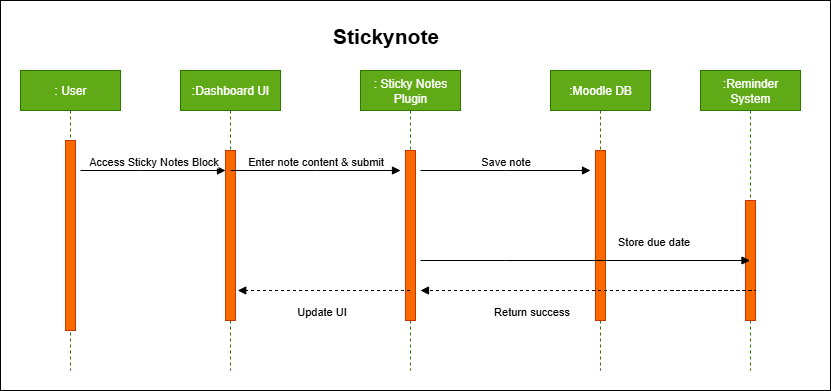 Stickynote
: User
:Dashboard UI
: Sticky Notes
Plugin
:Moodle DB
:Reminder
System
Access Sticky Notes Block
Enter note content & submit
Save note
Store due date
Update UI
Return success